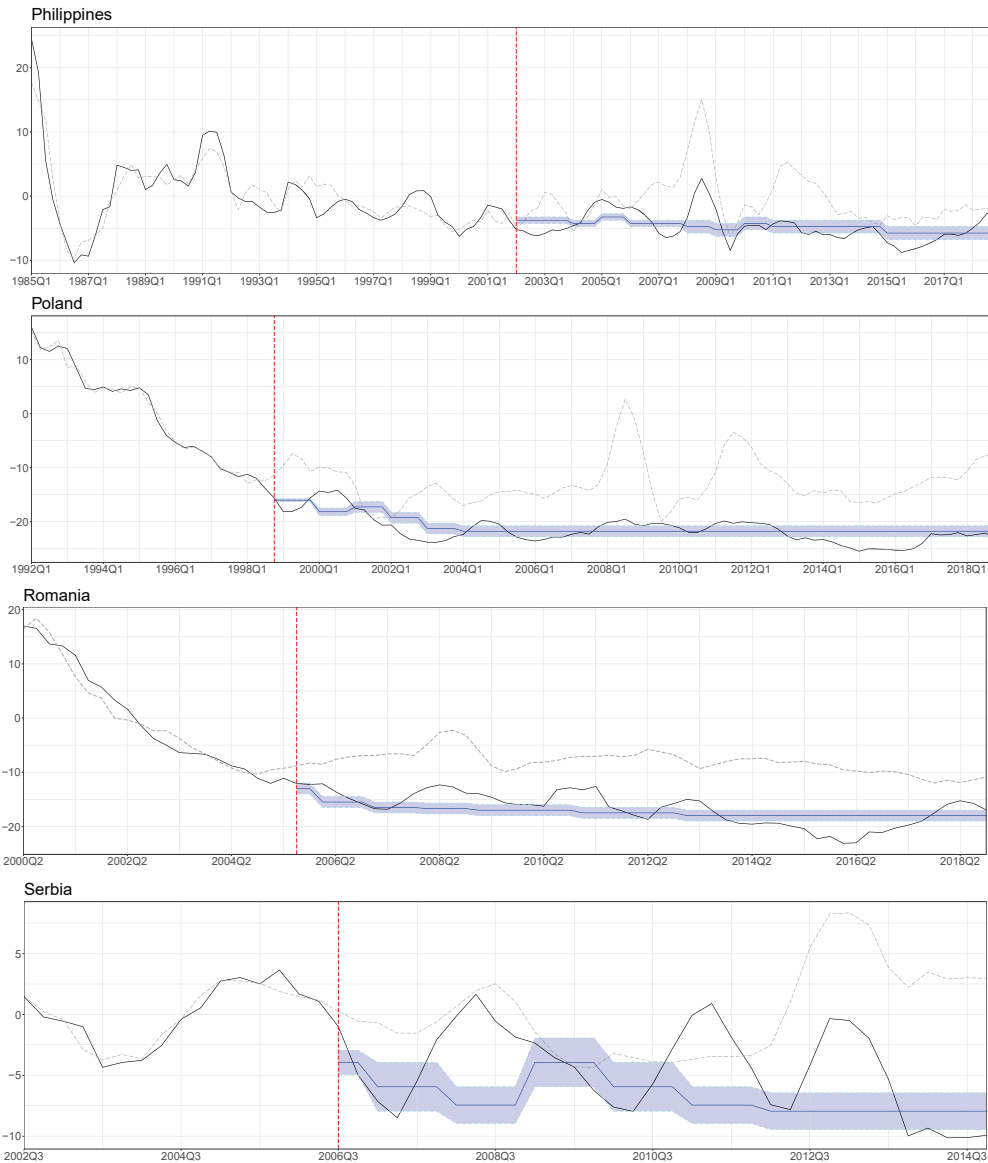 Philippines
20
10
0
−10
1985Q1 1987Q1 1989Q1 1991Q1 1993Q1 1995Q1 1997Q1 1999Q1 2001Q1 2003Q1 2005Q1 2007Q1 2009Q1 2011Q1 2013Q1 2015Q1 2017Q1
Poland
10
0
−10
−20
1992Q1 1994Q1 1996Q1 1998Q1 2000Q1 2002Q1 2004Q1 2006Q1 2008Q1 2010Q1 2012Q1 2014Q1 2016Q1 2018Q1
Romania
20
10
0
−10
−20
2000Q2 2002Q2 2004Q2 2006Q2 2008Q2 2010Q2 2012Q2 2014Q2 2016Q2 2018Q2
Serbia
5
0
−5
−10
2002Q3 2004Q3 2006Q3 2008Q3 2010Q3 2012Q3 2014Q3